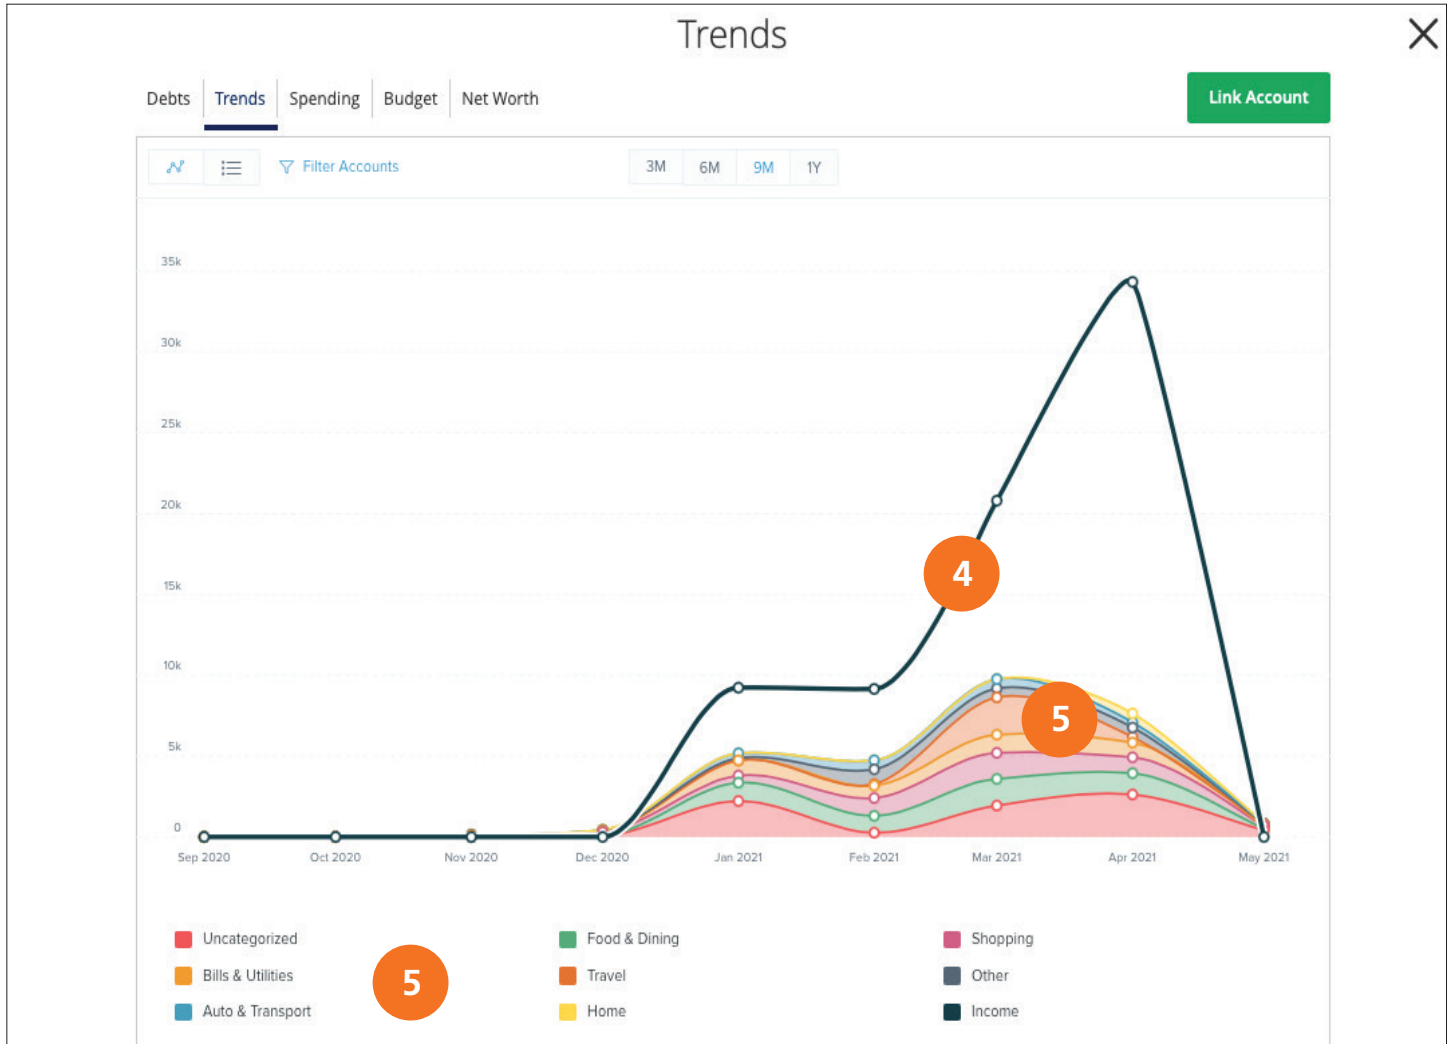 Trends
Debts Trends Spending Budget Net Worth Link Account
Filter Accounts 3M 6M 9M 1Y
35k
30k
25k
20k
4
15k
10k
5
5k
0
Sep 2020 Oct 2020 Nov 2020 Dec 2020 Jan 2021 Feb 2021 Mar 2021 Apr 2021 May 2021
Uncategorized Food & Dining Shopping
Bills & Utilities 5 Travel Other
Auto & Transport Home Income